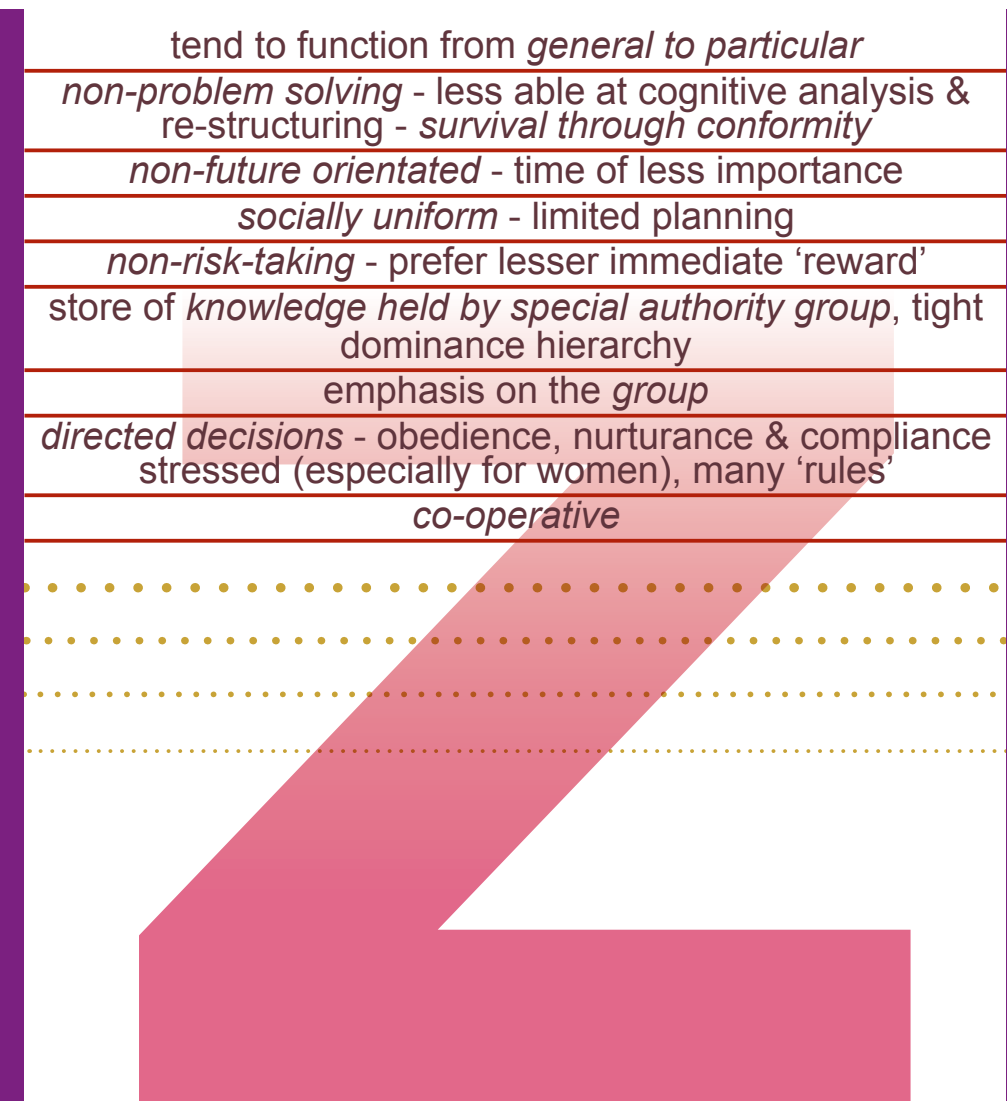 tend to function from general to particular
non-problem solving - less able at cognitive analysis &
re-structuring - survival through conformity
non-future orientated - time of less importance
socially uniform - limited planning
non-risk-taking - prefer lesser immediate ‘reward’
store of knowledge held by special authority group, tight
dominance hierarchy
emphasis on the group
directed decisions - obedience, nurturance & compliance
stressed (especially for women), many ‘rules’
co-operative
Z